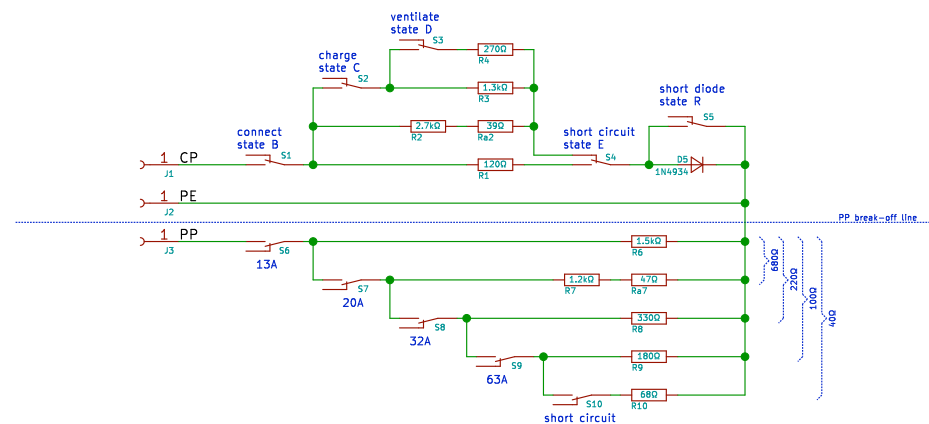 ventilate
state D
S3
270Ω
R4
charge
state C
S2
1.3kΩ
R3
short diode
state R
S5
2.7kΩ
R2
39Ω
Ra2
connect
state B
S1
short circuit
state E
S4
D5
1N4934
1 CP
J1
120Ω
R1
1 PE
J2
PP break-off line
1 PP
J3
S6
13A
1.5kΩ
R6
680Ω
220Ω
100Ω
40Ω
S7
20A
1.2kΩ
R7
47Ω
Ra7
S8
32A
330Ω
R8
S9
63A
180Ω
R9
S10
short circuit
68Ω
R10